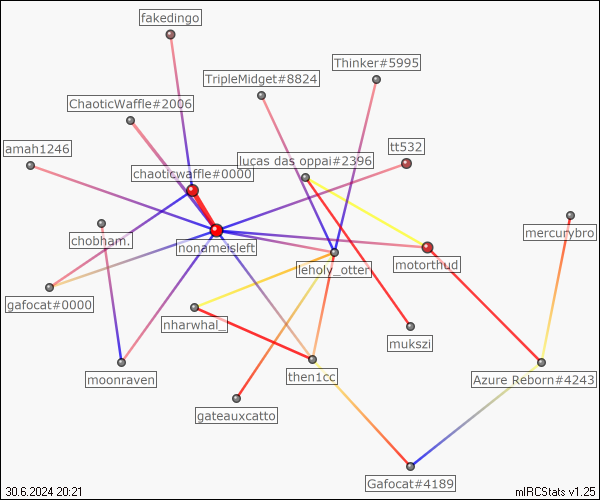 fakedingo
Thinker#5995
TripleMidget#8824
ChaoticWaffle#2006
amah1246
tt532
lucas das oppai#2396
chaoticwaffle#0000
mercurybro
chobham.
nonameisleft
motorthud
leholy_otter
gafocat#0000
nharwhal_
mukszi
moonraven
then1cc
Azure Reborn#4243
gateauxcatto
Gafocat#4189
30.6.2024 20:21
mIRCStats v1.25